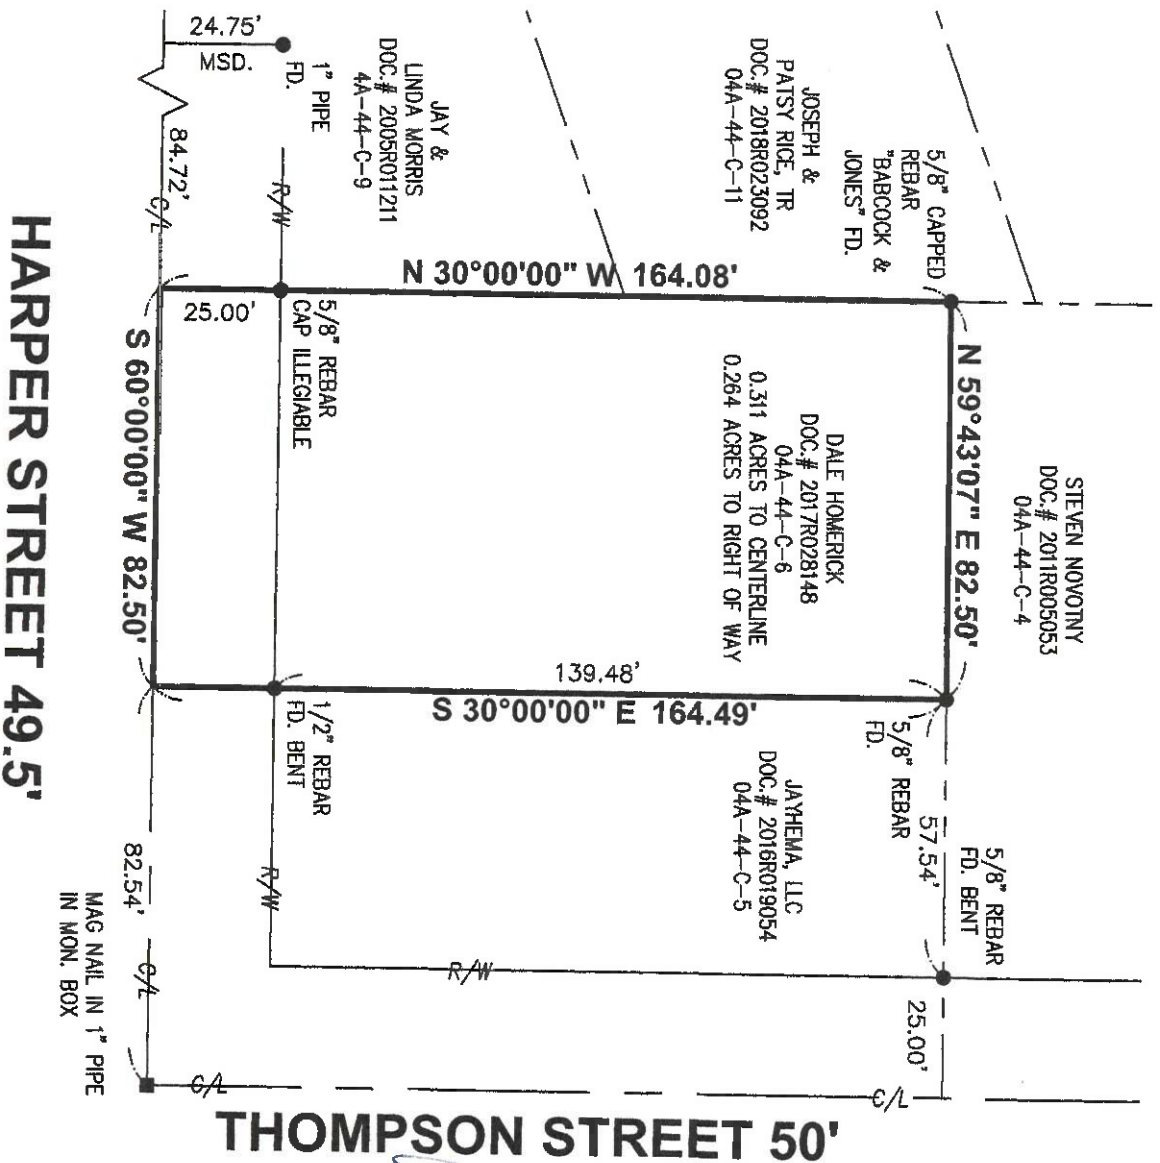 24.75'
MSD.
1" PIPE
FD.
84.72'
C/L
R/W
JAY &
LINDA MORRIS
DOC.# 2005R011211
4A-44-C-9
JOSEPH &
PATSY RICE, TR
DOC.# 2018R023092
04A-44-C-11
5/8" CAPPED
REBAR
"BABCOCK &
JONES" FD.
N 30°00'00" W 164.08'
25.00'
5/8" REBAR
CAP ILLEGIABLE
S 60°00'00" W 82.50'
HARPER STREET 49.5'
DALE HOMERICK
DOC.# 2017R028148
04A-44-C-6
0.311 ACRES TO CENTERLINE
0.264 ACRES TO RIGHT OF WAY
N 59°43'07" E 82.50'
STEVEN NOVOTNY
DOC.# 2011R005053
04A-44-C-4
139.48'
S 30°00'00" E 164.49'
1/2" REBAR
FD. BENT
5/8" REBAR
FD.
57.54'
5/8" REBAR
FD. BENT
JAYHEMA, LLC
DOC.# 2016R019054
04A-44-C-5
82.54'
R/W
R/W
C/L
MAG NAIL IN 1" PIPE
IN MON. BOX
25.00'
C/L
C/L
THOMPSON STREET 50'